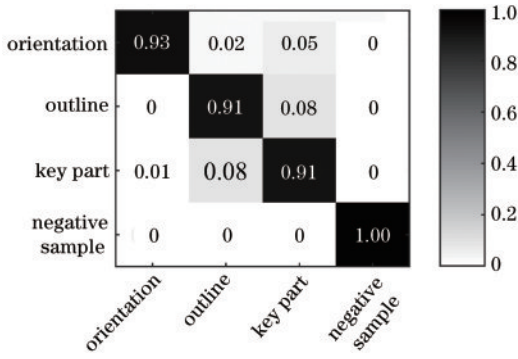 orientation 0.93 0.02 0.05 0
outline 0 0.91 0.08 0
key part 0.01 0.08 0.91 0
negative
sample 0 0 0 1.00
orientation
outline
key part
negative
sample
1.0
0.8
0.6
0.4
0.2
0